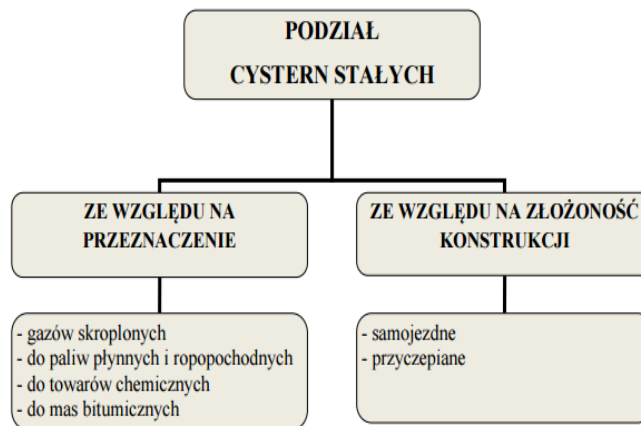 PODZIAŁ
CYSTERN STAŁYCH
ZE WZGLĘDU NA
PRZEZNACZENIE
ZE WZGLĘDU NA ZŁOŻONOŚĆ
KONSTRUKCJI
- gazów skroplonych
- do paliw płynnych i ropopochodnych
- do towarów chemicznych
- do mas bitumicznych
- samojezdne
- przyczepiane